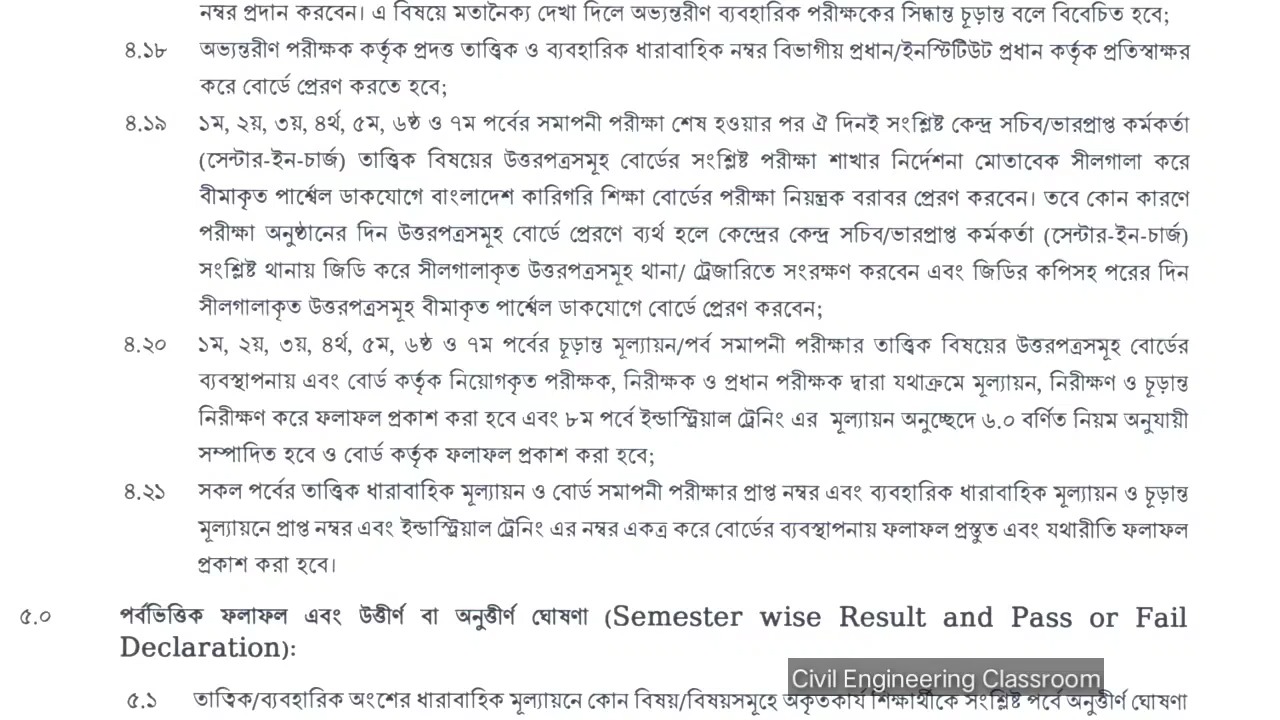 নম্বর প্রদান করবেন। এ বিষয়ে মতানৈক্য দেখা দিলে অভ্যন্তরীণ ব্যবহারিক পরীক্ষকের সিদ্ধান্ত চূড়ান্ত বলে বিবেচিত হবে;
৪.১৮ অভ্যন্তরীণ পরীক্ষক কর্তৃক প্রদত্ত তাত্ত্বিক ও ব্যবহারিক ধারাবাহিক নম্বর বিভাগীয় প্রধান/ইনস্টিটিউট প্রধান কর্তৃক প্রতিস্বাক্ষর
করে বোর্ডে প্রেরণ করতে হবে;
৪.১৯ ১ম, ২য়, ৩য়, ৪র্থ, ৫ম, ৬ষ্ঠ ও ৭ম পর্বের সমাপনী পরীক্ষা শেষ হওয়ার পর ঐ দিনই সংশ্লিষ্ট কেন্দ্র সচিব/ভারপ্রাপ্ত কর্মকর্তা
(সেন্টার-ইন-চার্জ) তাত্ত্বিক বিষয়ের উত্তরপত্রসমূহ বোর্ডের সংশ্লিষ্ট পরীক্ষা শাখার নির্দেশনা মোতাবেক সীলগালা করে
বীমাকৃত পার্শ্বেল ডাকযোগে বাংলাদেশ কারিগরি শিক্ষা বোর্ডের পরীক্ষা নিয়ন্ত্রক বরাবর প্রেরণ করবেন। তবে কোন কারণে
পরীক্ষা অনুষ্ঠানের দিন উত্তরপত্রসমূহ বোর্ডে প্রেরণে ব্যর্থ হলে কেন্দ্রের কেন্দ্র সচিব/ভারপ্রাপ্ত কর্মকর্তা (সেন্টার-ইন-চার্জ)
সংশ্লিষ্ট থানায় জিডি করে সীলগালাকৃত উত্তরপত্রসমূহ থানা/ ট্রেজারিতে সংরক্ষণ করবেন এবং জিডির কপিসহ পরের দিন
সীলগালাকৃত উত্তরপত্রসমূহ বীমাকৃত পার্শ্বেল ডাকযোগে বোর্ডে প্রেরণ করবেন;
৪.২০ ১ম, ২য়, ৩য়, ৪র্থ, ৫ম, ৬ষ্ঠ ও ৭ম পর্বের চূড়ান্ত মূল্যায়ন/পর্ব সমাপনী পরীক্ষার তাত্ত্বিক বিষয়ের উত্তরপত্রসমূহ বোর্ডের
ব্যবস্থাপনায় এবং বোর্ড কর্তৃক নিয়োগকৃত পরীক্ষক, নিরীক্ষক ও প্রধান পরীক্ষক দ্বারা যথাক্রমে মূল্যায়ন, নিরীক্ষণ ও চূড়ান্ত
নিরীক্ষণ করে ফলাফল প্রকাশ করা হবে এবং ৮ম পর্বে ইন্ডাস্ট্রিয়াল ট্রেনিং এর মূল্যায়ন অনুচ্ছেদে ৬.০ বর্ণিত নিয়ম অনুযায়ী
সম্পাদিত হবে ও বোর্ড কর্তৃক ফলাফল প্রকাশ করা হবে;
৪.২১ সকল পর্বের তাত্ত্বিক ধারাবাহিক মূল্যায়ন ও বোর্ড সমাপনী পরীক্ষার প্রাপ্ত নম্বর এবং ব্যবহারিক ধারাবাহিক মূল্যায়ন ও চূড়ান্ত
মূল্যায়নে প্রাপ্ত নম্বর এবং ইন্ডাস্ট্রিয়াল ট্রেনিং এর নম্বর একত্র করে বোর্ডের ব্যবস্থাপনায় ফলাফল প্রস্তুত এবং যথারীতি ফলাফল
প্রকাশ করা হবে।
৫.০ পর্বভিত্তিক ফলাফল এবং উত্তীর্ণ বা অনুত্তীর্ণ ঘোষণা (Semester wise Result and Pass or Fail
Declaration):
Civil Engineering Classroom
৫.১ তাত্ত্বিক/ব্যবহারিক অংশের ধারাবাহিক মূল্যায়নে কোন বিষয়/বিষয়সমূহে অকৃতকার্য শিক্ষার্থীকে সংশ্লিষ্ট পর্বে অনুত্তীর্ণ ঘোষণা